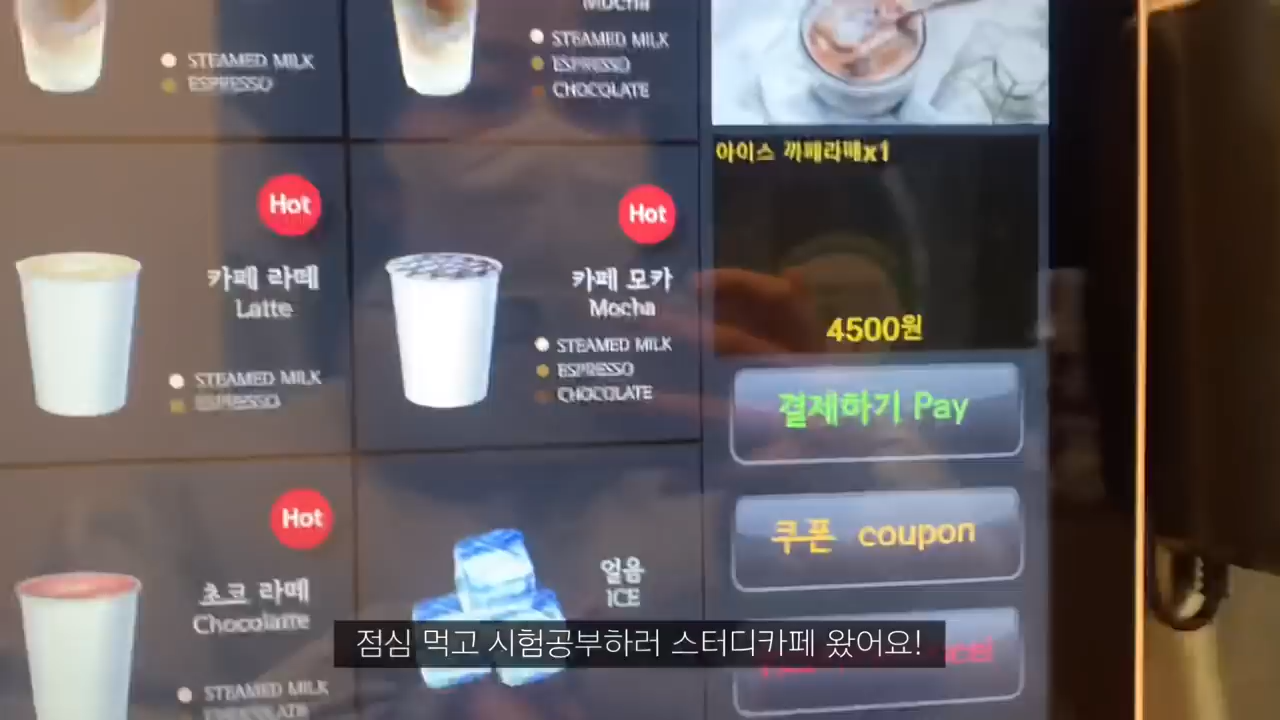 STEAMED MILK
ESPRESSO
Mocha
STEAMED MILK
ESPRESSO
CHOCOLATE
아이스 까페라떼x1
4500원
Hot
카페 라떼
Latte
STEAMED MILK
ESPRESSO
Hot
카페 모카
Mocha
STEAMED MILK
ESPRESSO
CHOCOLATE
결제하기 Pay
쿠폰 coupon
Hot
초코 라떼
Chocolatte
STEAMED MILK
CHOCOLATE
얼음
ICE
점심 먹고 시험공부하러 스터디카페 왔어요!